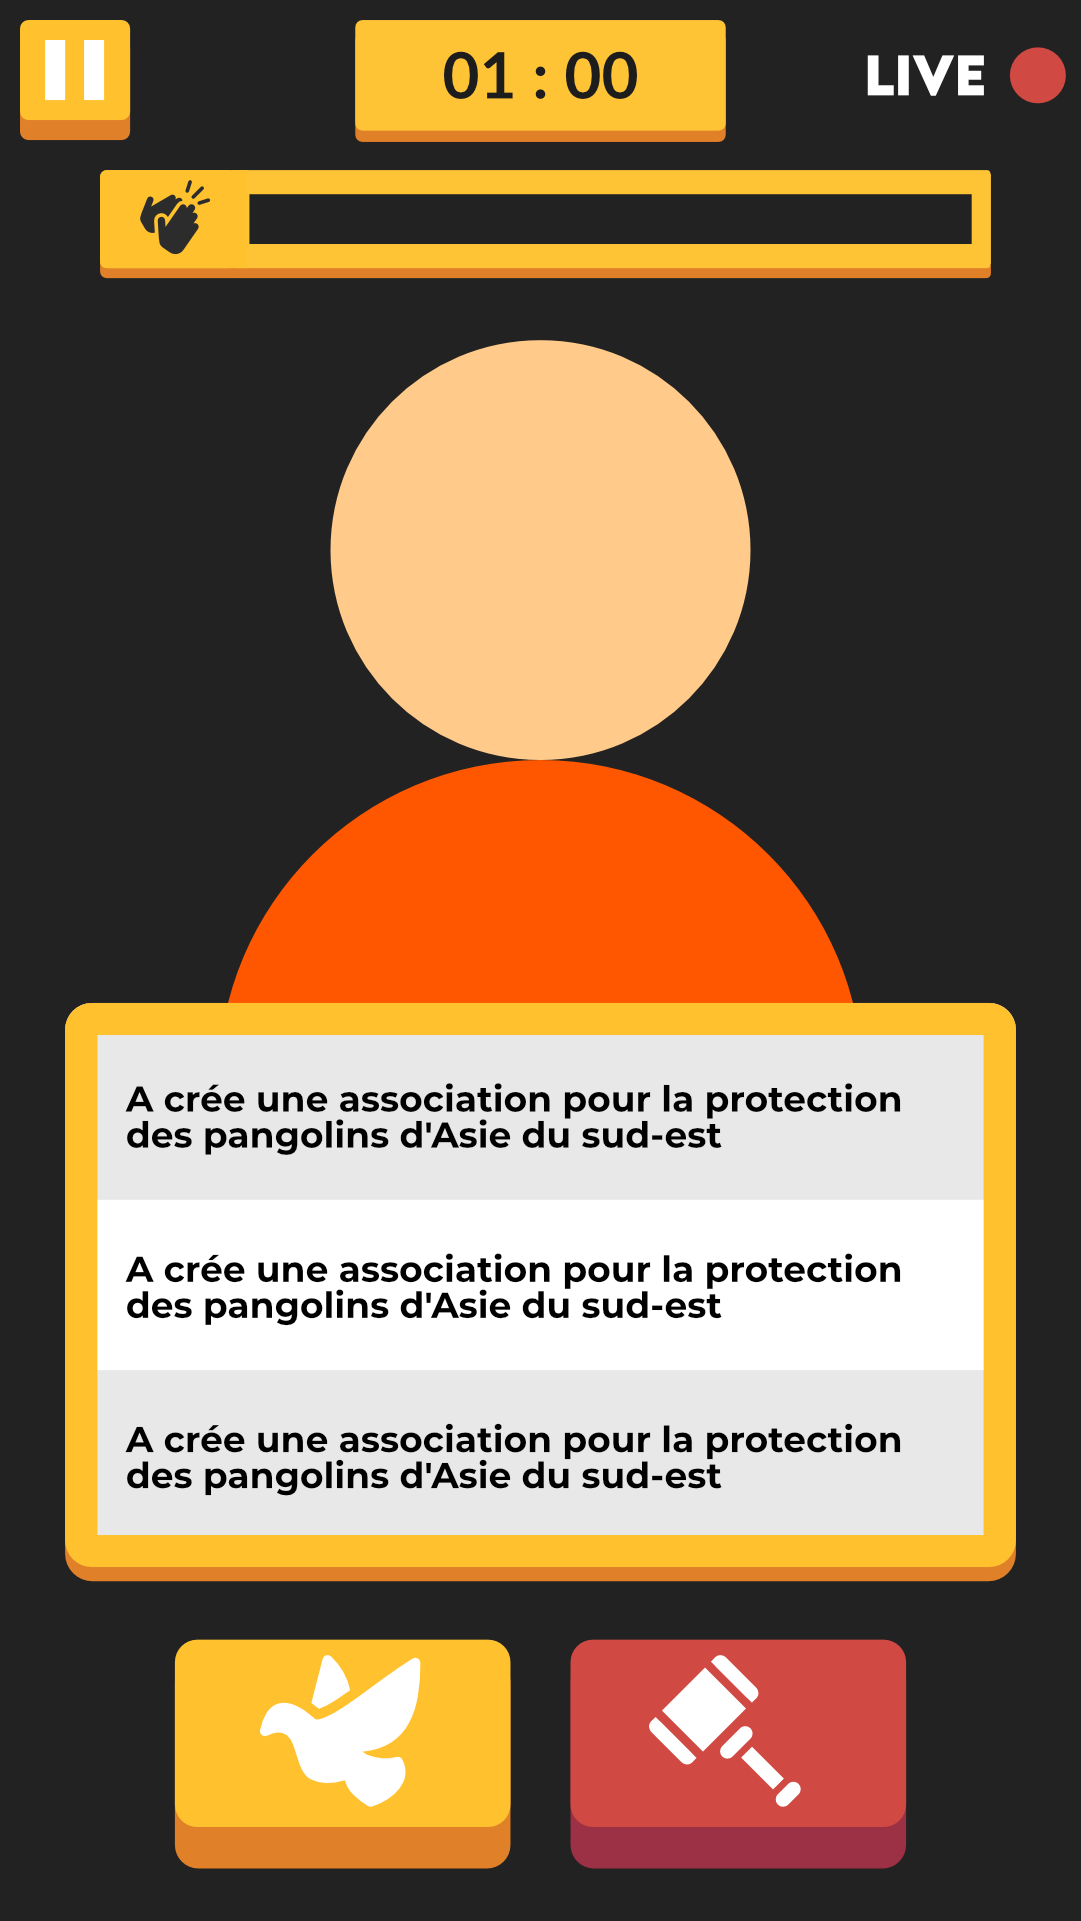 01 : 00
LIVE
A crée une association pour la protection
des pangolins d'Asie du sud-est
A crée une association pour la protection
des pangolins d'Asie du sud-est
A crée une association pour la protection
des pangolins d'Asie du sud-est